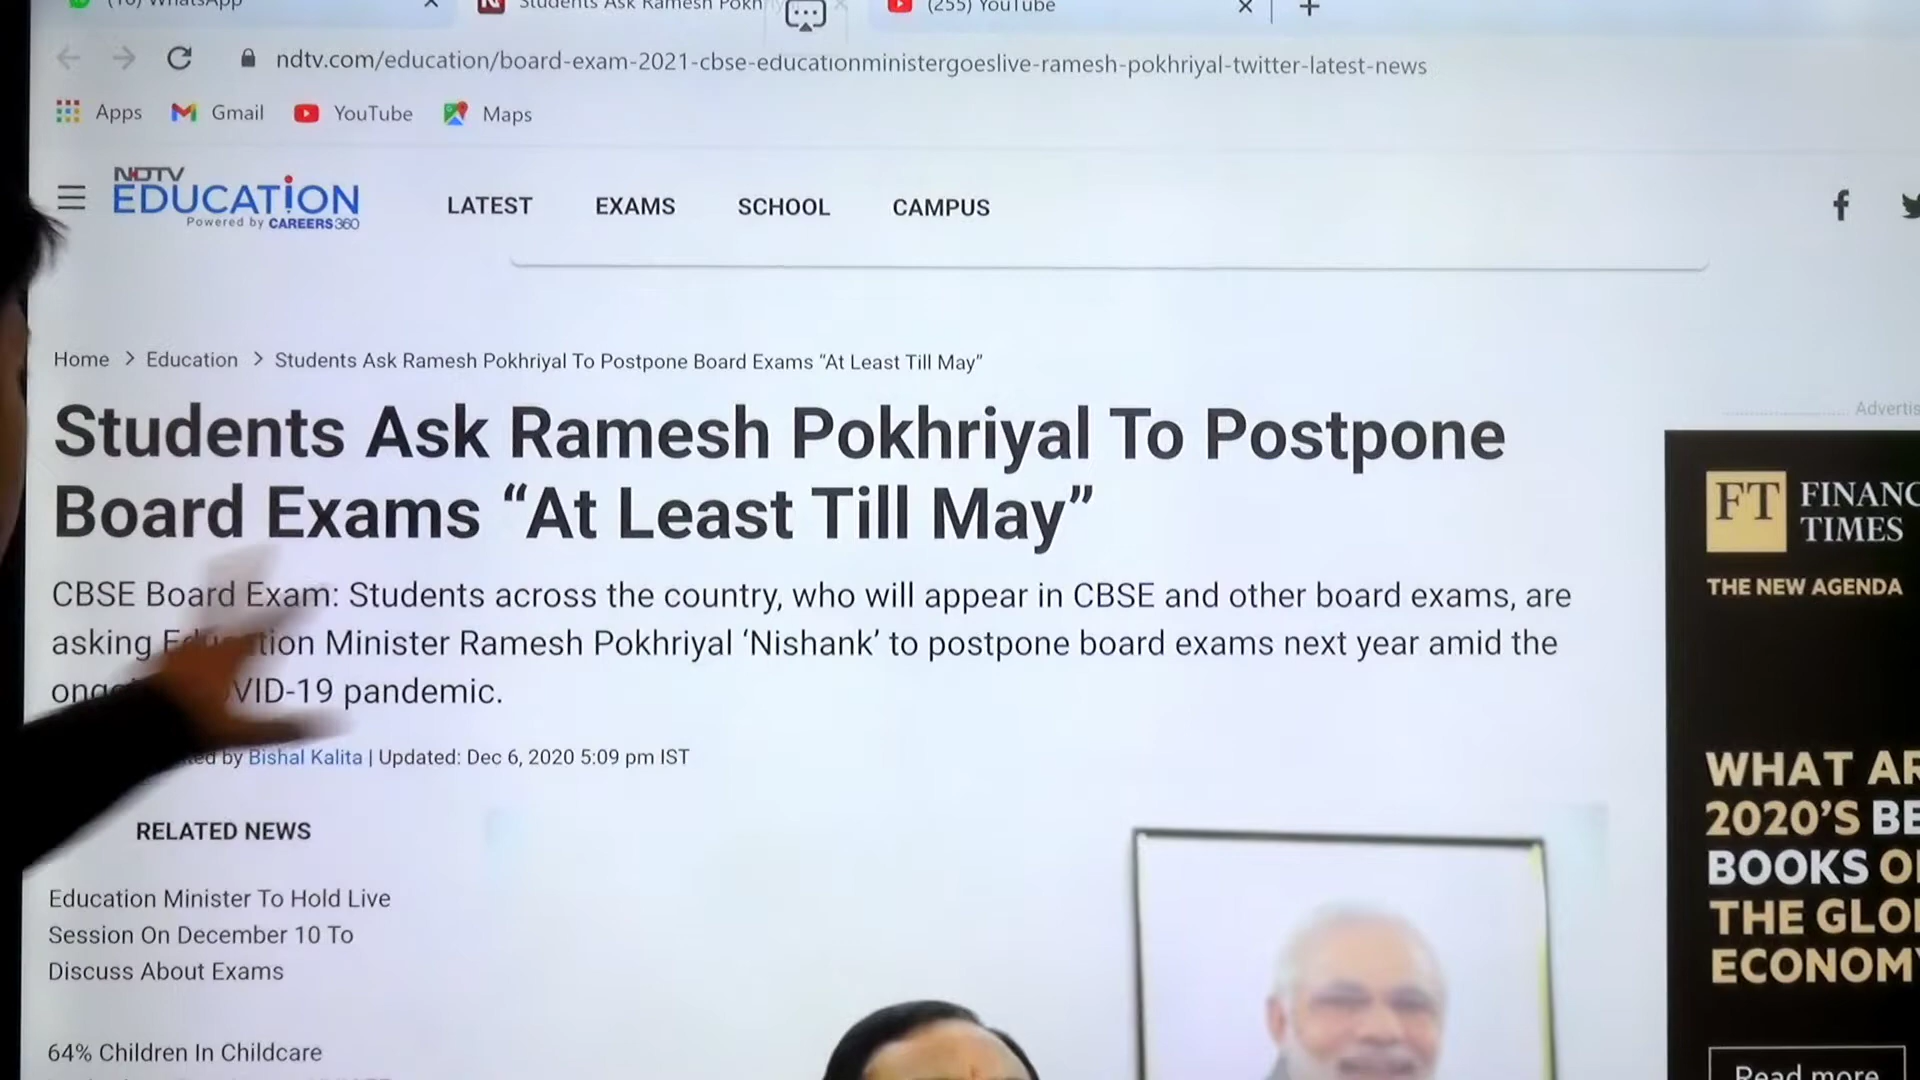 (10) WhatsApp
Students Ask Ramesh Pokhriy
(255) YouTube
ndtv.com/education/board-exam-2021-cbse-educationministergoeslive-ramesh-pokhriyal-twitter-latest-news
Apps Gmail YouTube Maps
NDTV
EDUCATION
Powered by CAREERS360
LATEST EXAMS SCHOOL CAMPUS
Home > Education > Students Ask Ramesh Pokhriyal To Postpone Board Exams “At Least Till May”
Students Ask Ramesh Pokhriyal To Postpone
Board Exams “At Least Till May”
CBSE Board Exam: Students across the country, who will appear in CBSE and other board exams, are
asking Education Minister Ramesh Pokhriyal ‘Nishank’ to postpone board exams next year amid the
VID-19 pandemic.
by Bishal Kalita | Updated: Dec 6, 2020 5:09 pm IST
RELATED NEWS
Education Minister To Hold Live
Session On December 10 To
Discuss About Exams
64% Children In Childcare
Advertis
FT FINANC
TIMES
THE NEW AGENDA
WHAT AR
2020’S BE
BOOKS O
THE GLO
ECONOMY
Read more